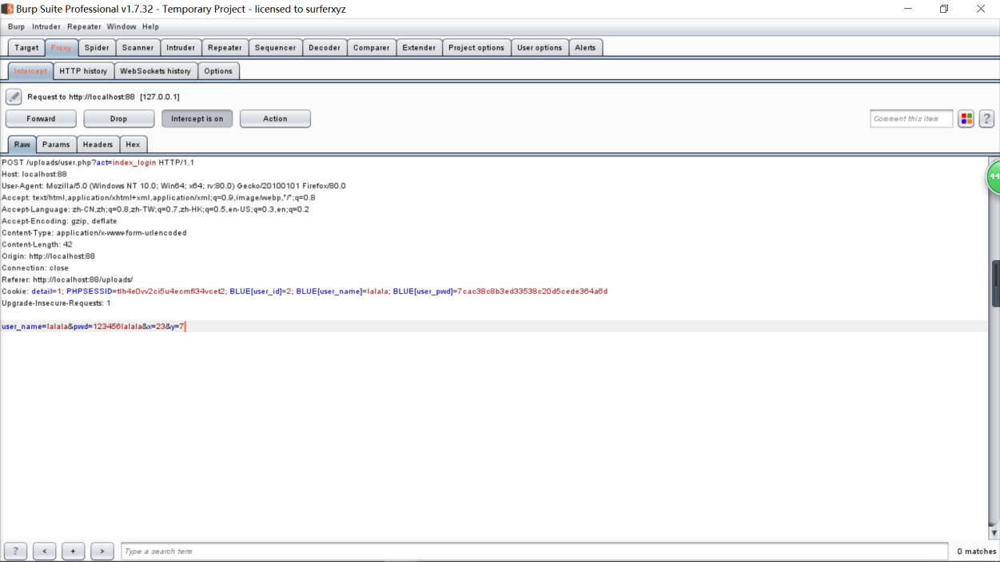 Burp Suite Professional v1.7.32 - Temporary Project - licensed to surferxyz
Burp Intruder Repeater Window Help
Target Proxy Spider Scanner Intruder Repeater Sequencer Decoder Comparer Extender Project options User options Alerts
Intercept HTTP history WebSockets history Options
Request to http://localhost:88 [127.0.0.1]
Forward Drop Intercept is on Action Comment this item ?
Raw Params Headers Hex
POST /uploads/user.php?act=index_login HTTP/1.1
Host: localhost:88
User-Agent: Mozilla/5.0 (Windows NT 10.0; Win64; x64; rv:80.0) Gecko/20100101 Firefox/80.0
Accept: text/html,application/xhtml+xml,application/xml;q=0.9,image/webp,*/*;q=0.8
Accept-Language: zh-CN,zh;q=0.8,zh-TW;q=0.7,zh-HK;q=0.5,en-US;q=0.3,en;q=0.2
Accept-Encoding: gzip, deflate
Content-Type: application/x-www-form-urlencoded
Content-Length: 42
Origin: http://localhost:88
Connection: close
Referer: http://localhost:88/uploads/
Cookie: detail=1; PHPSESSID=tlh4e0vv2ci5u4ecrnfl34vcet2; BLUE[user_id]=2; BLUE[user_name]=lalala; BLUE[user_pwd]=7cac38c8b3ed33538c20d5cede364a6d
Upgrade-Insecure-Requests: 1
user_name=lalala&pwd=123456lalala&x=23&y=7
44
? < + > Type a search term 0 matches